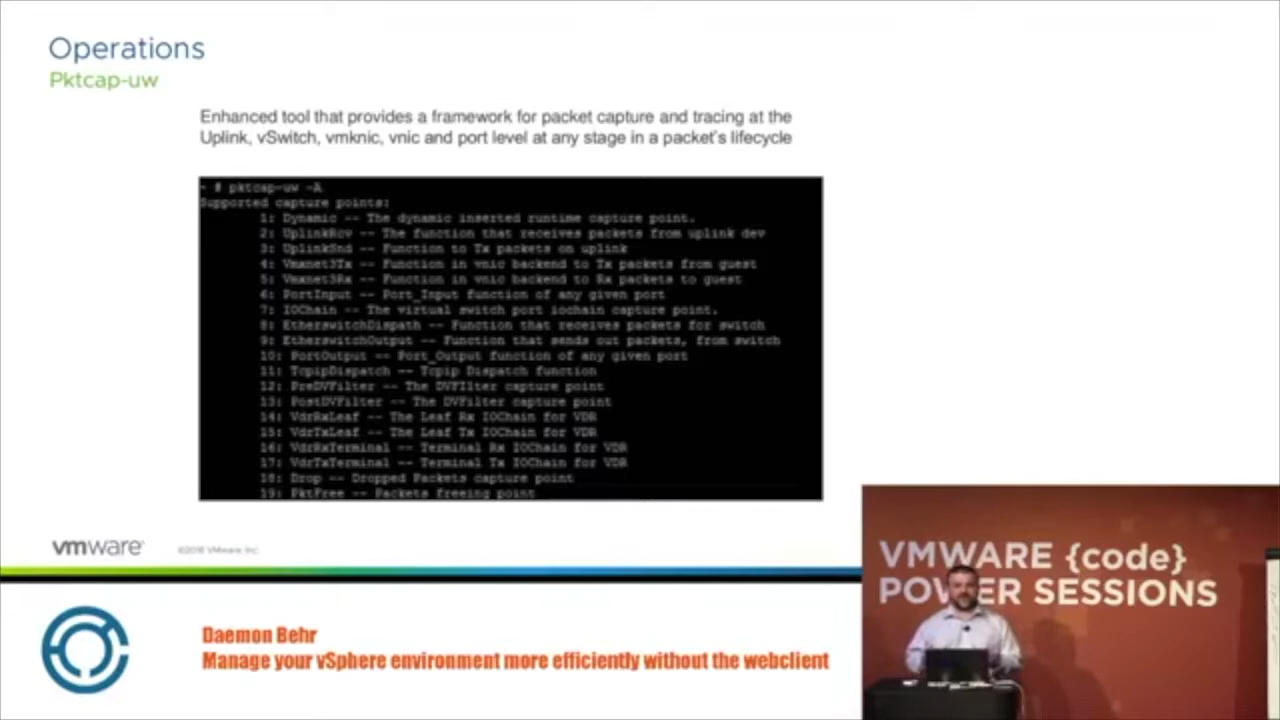 Operations
Pktcap-uw
Enhanced tool that provides a framework for packet capture and tracing at the
Uplink, vSwitch, vmknic, vnic and port level at any stage in a packet's lifecycle
~ # pktcap-uw -A
Supported capture points:
1: Dynamic -- The dynamic inserted runtime capture point.
2: UplinkRcv -- The function that receives packets from uplink dev
3: UplinkSnd -- Function to Tx packets on uplink
4: Vmxnet3Tx -- Function in vnic backend to Tx packets from guest
5: Vmxnet3Rx -- Function in vnic backend to Rx packets to guest
6: PortInput -- Port_Input function of any given port
7: IOChain -- The virtual switch port iochain capture point.
8: EtherswitchDispath -- Function that receives packets for switch
9: EtherswitchOutput -- Function that sends out packets, from switch
10: PortOutput -- Port_Output function of any given port
11: TcpipDispatch -- Tcpip Dispatch function
12: PreDVFilter -- The DVFIlter capture point
13: PostDVFilter -- The DVFilter capture point
14: VdrRxLeaf -- The Leaf Rx IOChain for VDR
15: VdrTxLeaf -- The Leaf Tx IOChain for VDR
16: VdrRxTerminal -- Terminal Rx IOChain for VDR
17: VdrTxTerminal -- Terminal Tx IOChain for VDR
18: Drop -- Dropped Packets capture point
19: PktFree -- Packets freeing point
vmware
©2018 VMware, Inc.
VMWARE {code}
POWER SESSIONS
Daemon Behr
Manage your vSphere environment more efficiently without the webclient